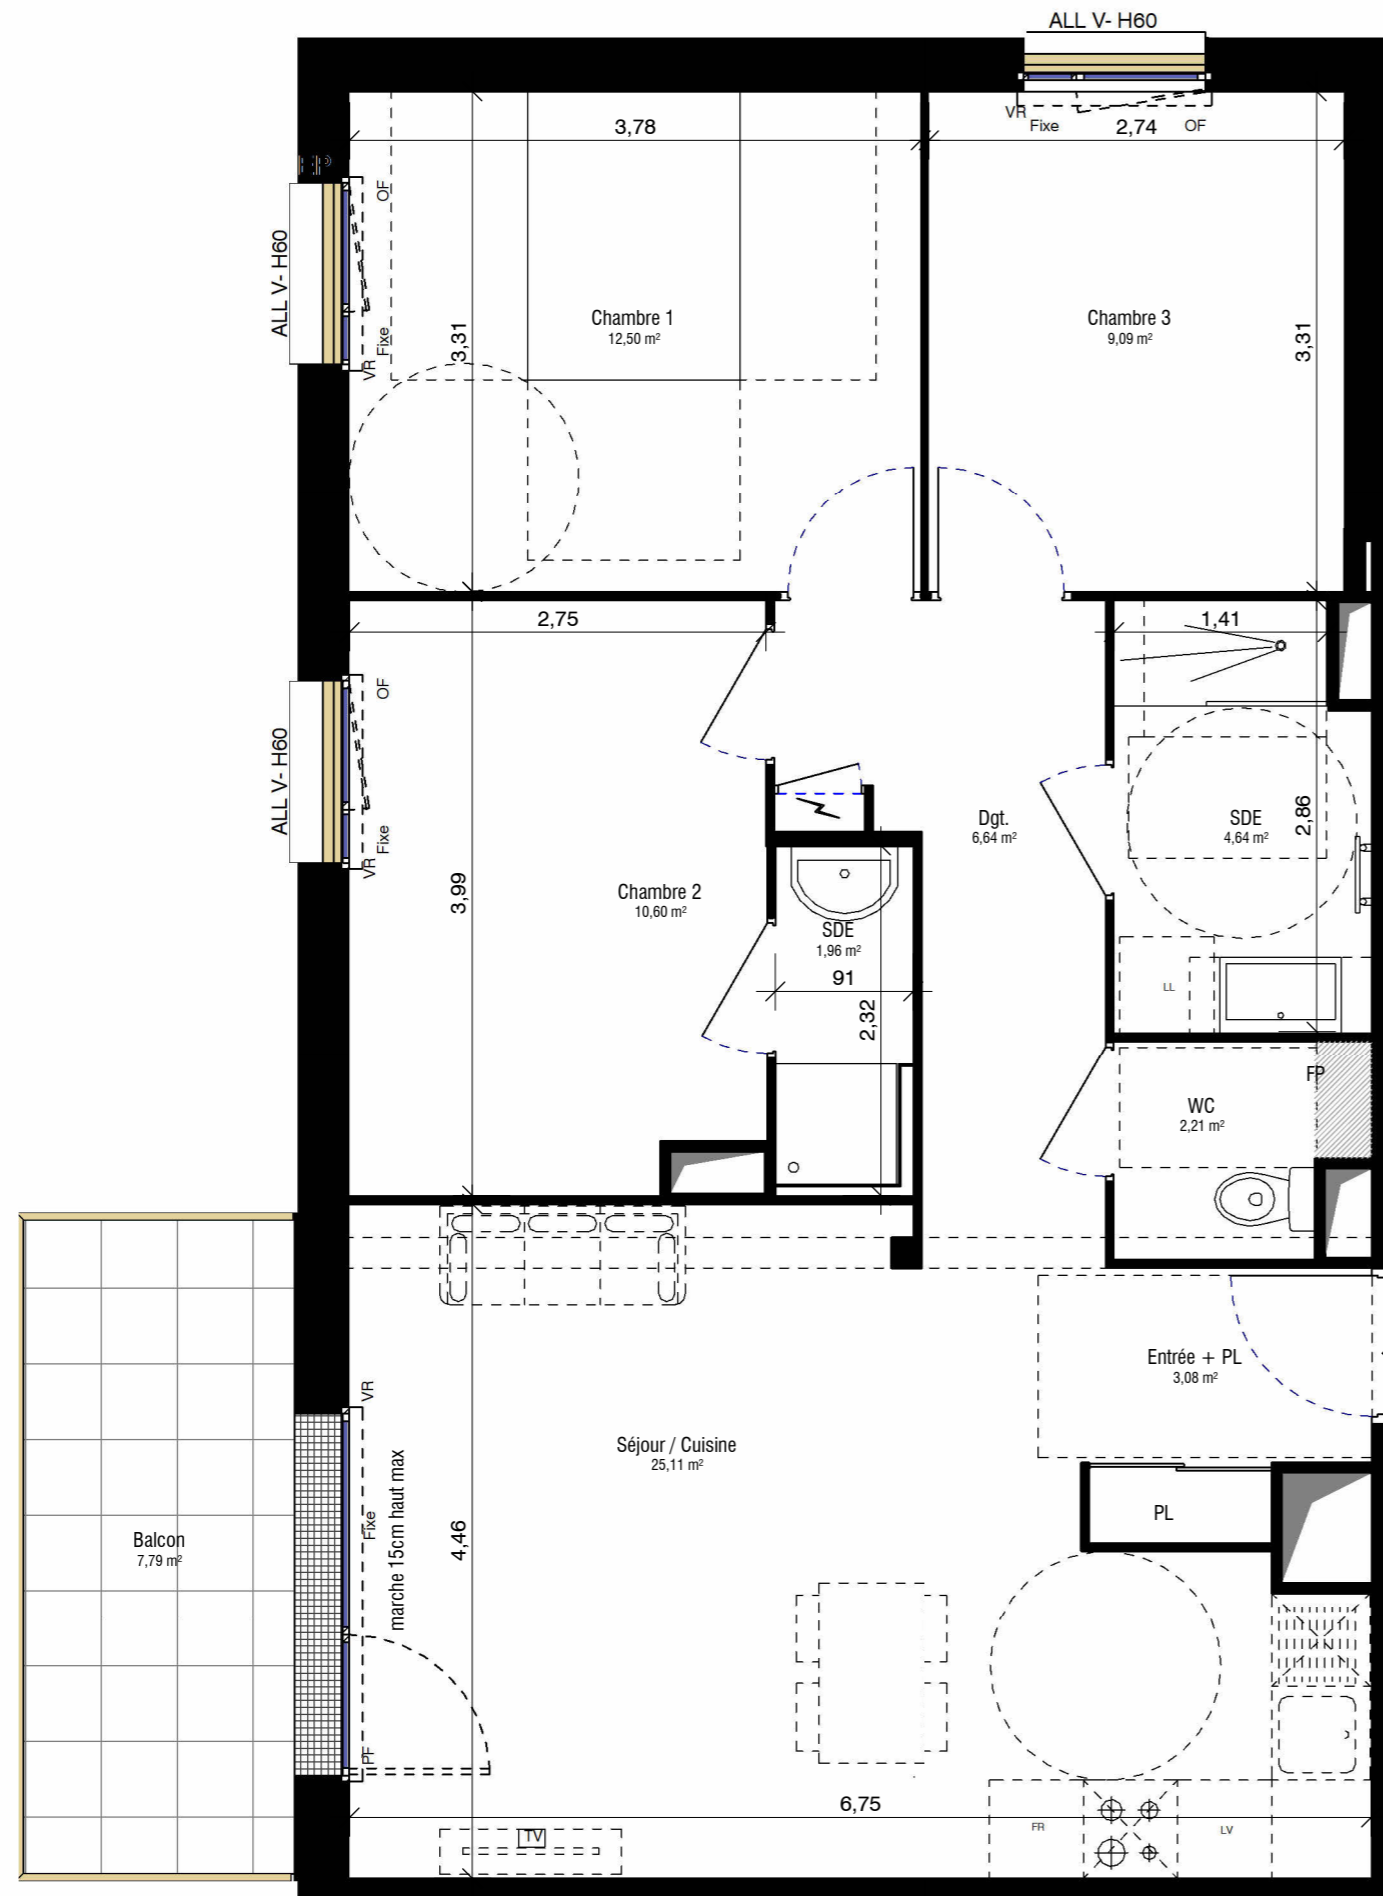 ALL V- H60
VR
Fixe
2,74
OF
3,78
OF
ALL V- H60
VR
Fixe
3,31
Chambre 1
12,50 m²
Chambre 3
9,09 m²
3,31
2,75
1,41
OF
ALL V- H60
VR
Fixe
3,99
Chambre 2
10,60 m²
Dgt.
6,64 m²
SDE
4,64 m²
2,86
SDE
1,96 m²
91
2,32
LL
FP
WC
2,21 m²
Entrée + PL
3,08 m²
VR
Séjour / Cuisine
25,11 m²
marche 15cm haut max
Fixe
PL
Balcon
7,79 m²
4,46
PF
6,75
TV
FR
LV